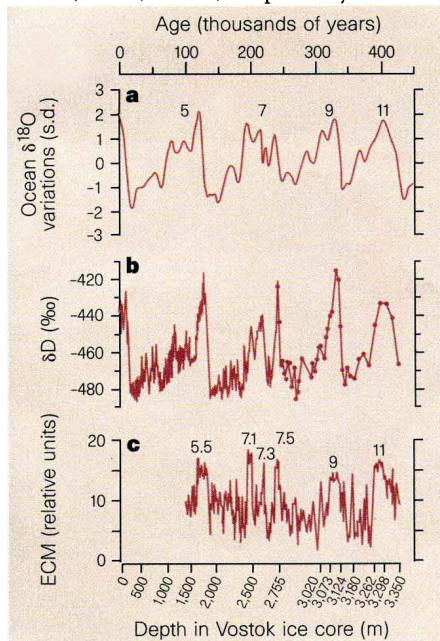 Age (thousands of years)
0 100 200 300 400
a
5 7 9 11
Ocean δ¹⁸O
variations (s.d.)
3
2
1
0
-1
-2
-3
b
δD (‰)
-420
-440
-460
-480
c
5.5 7.1 7.3 7.5 9 11
ECM (relative units)
20
15
10
5
0
0 500 1,000 1,500 2,000 2,500 2,755 3,020 3,073 3,124 3,180 3,262 3,298 3,350
Depth in Vostok ice core (m)